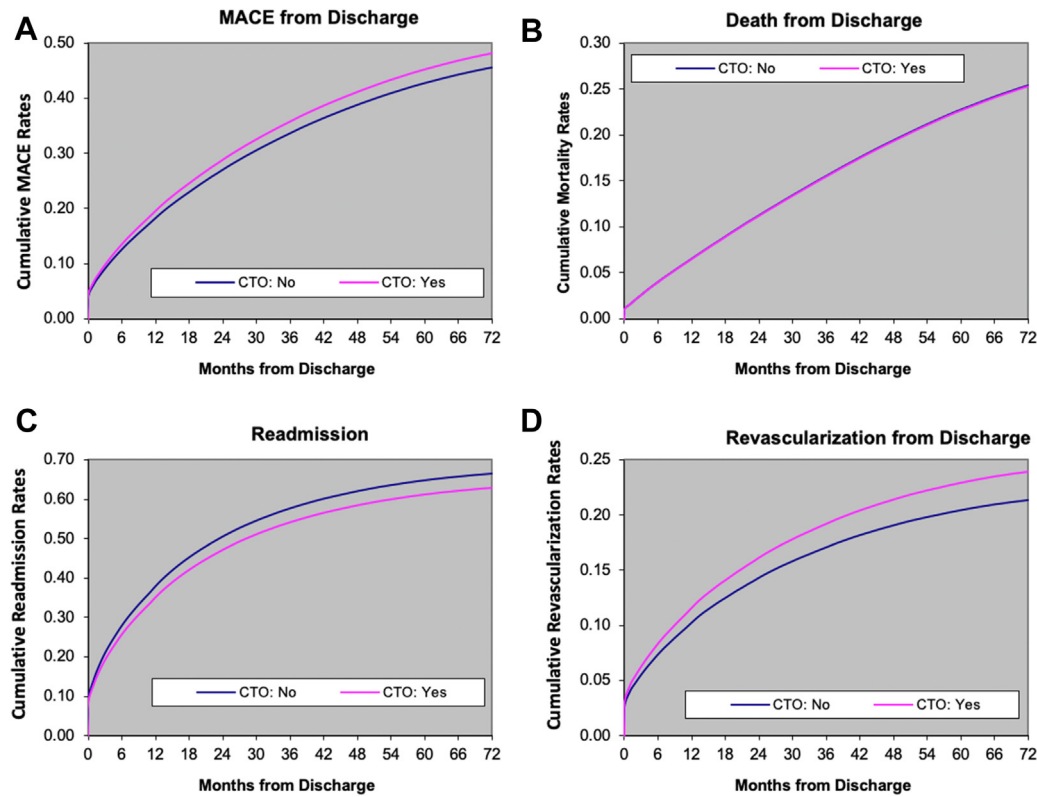 A
MACE from Discharge
Cumulative MACE Rates
0.50
0.40
0.30
0.20
0.10
0.00
CTO: No CTO: Yes
0 6 12 18 24 30 36 42 48 54 60 66 72
Months from Discharge
B
Death from Discharge
Cumulative Mortality Rates
0.30
0.25
0.20
0.15
0.10
0.05
0.00
CTO: No CTO: Yes
0 6 12 18 24 30 36 42 48 54 60 66 72
Months from Discharge
C
Readmission
Cumulative Readmission Rates
0.70
0.60
0.50
0.40
0.30
0.20
0.10
0.00
CTO: No CTO: Yes
0 6 12 18 24 30 36 42 48 54 60 66 72
Months from Discharge
D
Revascularization from Discharge
Cumulative Revascularization Rates
0.25
0.20
0.15
0.10
0.05
0.00
CTO: No CTO: Yes
0 6 12 18 24 30 36 42 48 54 60 66 72
Months from Discharge